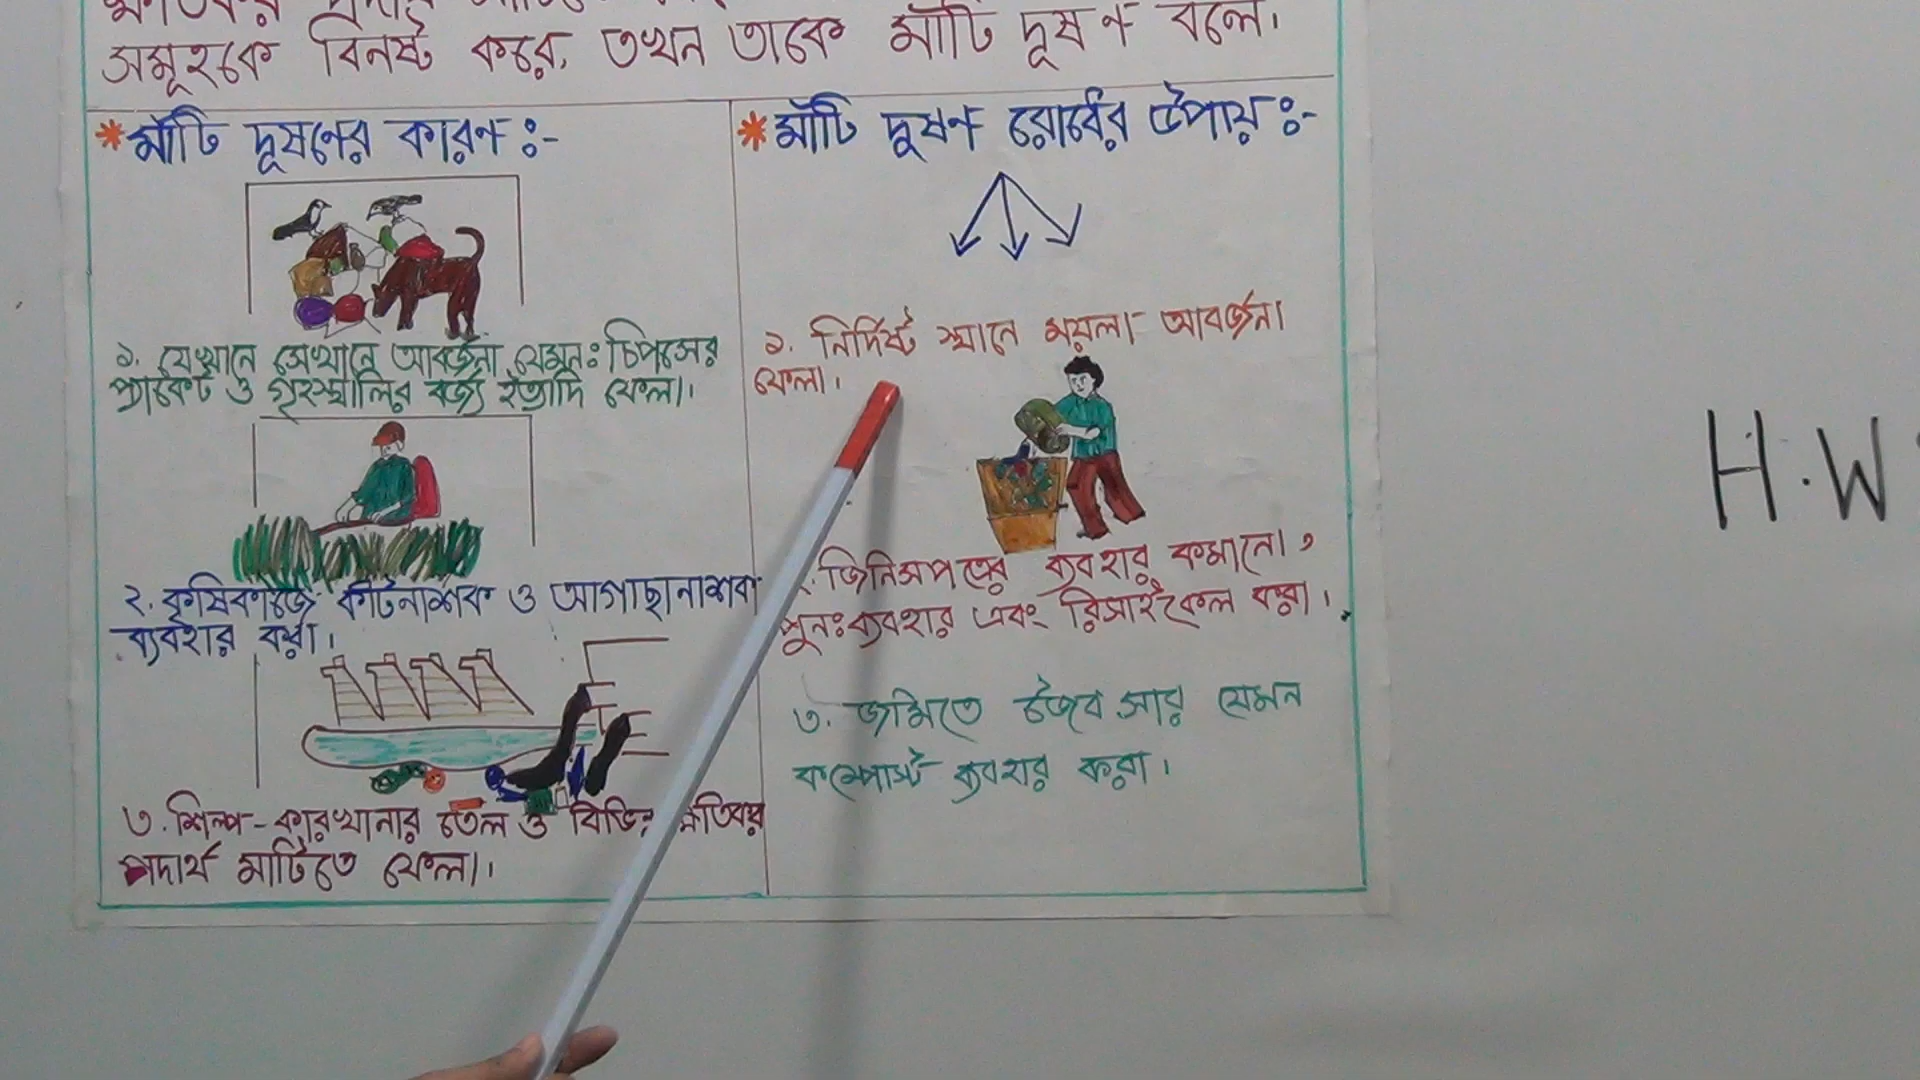 সমূহকে বিনষ্ট করে, তখন তাকে মাটি দূষণ বলে।
*মাটি দূষণের কারণ ঃ-
১. যেখানে সেখানে আবর্জনা যেমনঃ চিপসের
প্যাকেট ও গৃহস্থালির বর্জ্য ইত্যাদি ফেলা।
২. কৃষিকাজে কীটনাশক ও আগাছানাশক
ব্যবহার করা।
৩. শিল্প-কারখানার তেল ও
পদার্থ মাটিতে ফেলা।
*মাটি দুষণ রোধের উপায় ঃ-
১. নির্দিষ্ট স্থানে ময়লা আবর্জনা
ফেলা।
জিনিসপত্রের ব্যবহার কমানো,
পুনঃব্যবহার এবং রিসাইকেল করা।
৩. জমিতে জৈব সার যেমন
কম্পোস্ট ব্যবহার করা।
H.W